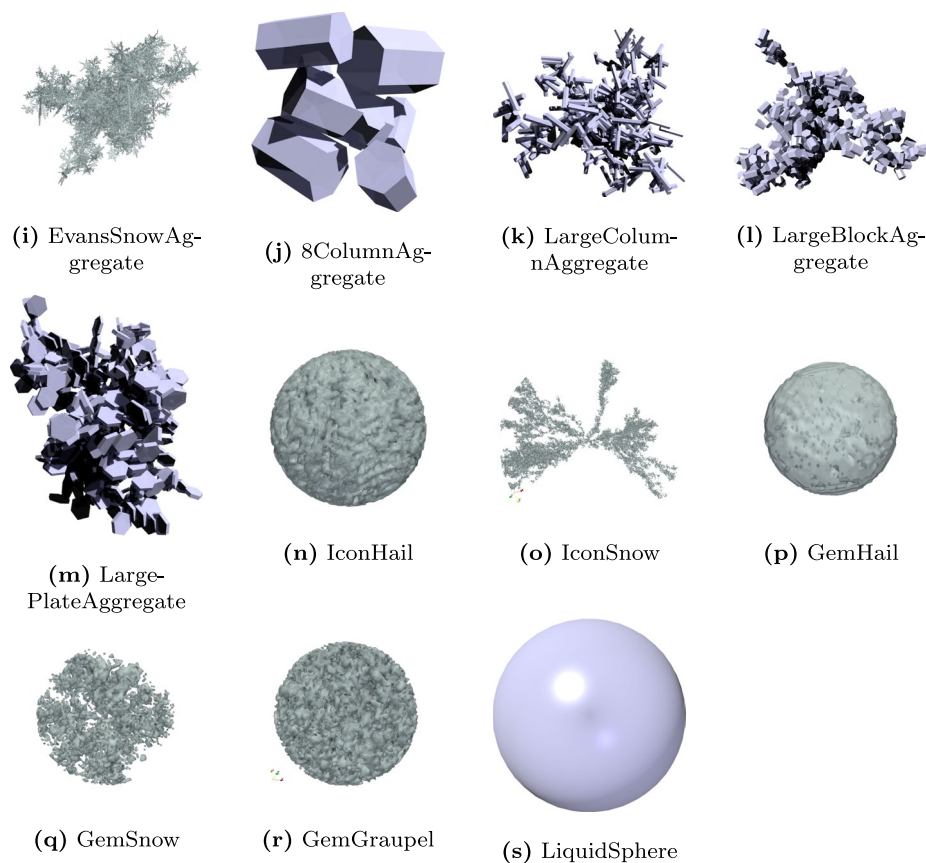 (i) EvansSnowAg-
gregate
(j) 8ColumnAg-
gregate
(k) LargeColum-
nAggregate
(l) LargeBlockAg-
gregate
(m) Large-
PlateAggregate
(n) IconHail
(o) IconSnow
(p) GemHail
(q) GemSnow
(r) GemGraupel
(s) LiquidSphere